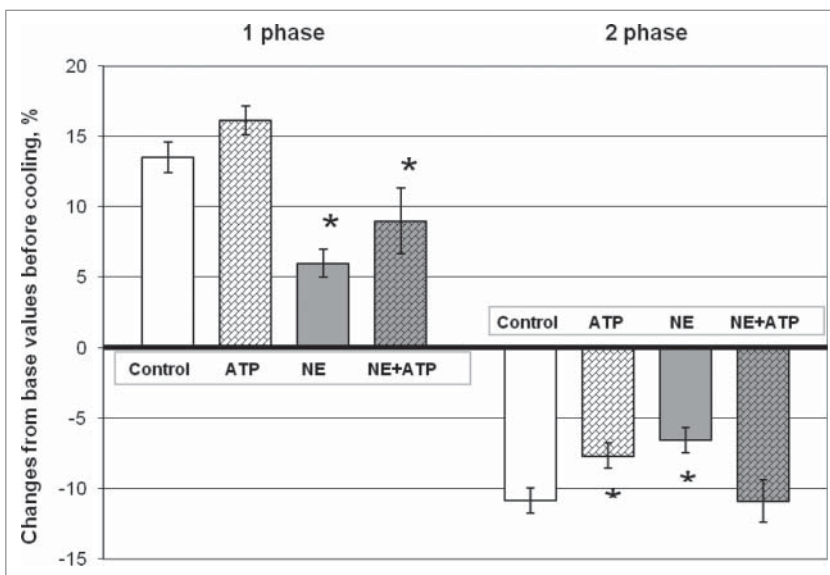 1 phase 2 phase
Changes from base values before cooling, %
20
15
10
5
0
-5
-10
-15
* *
Control ATP NE NE+ATP
Control ATP NE NE+ATP
* *